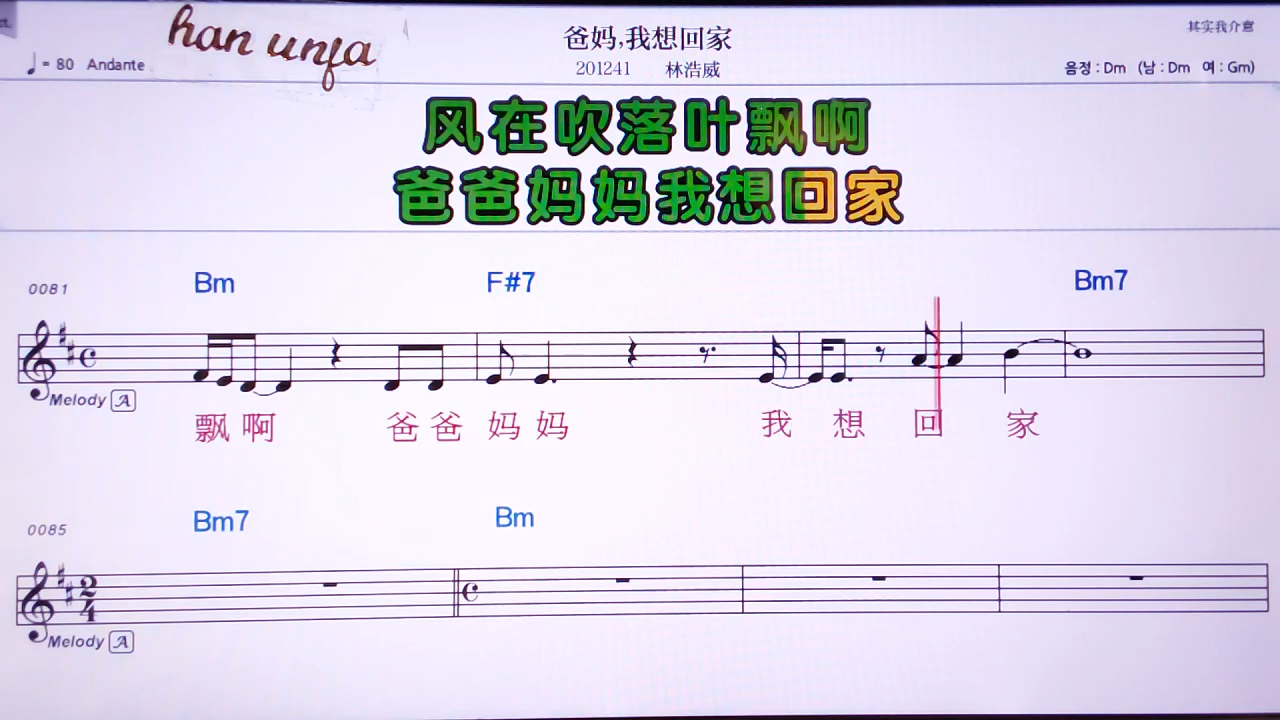 han unfa
爸妈,我想回家
其实我介意
= 80 Andante
201241 林浩威
음정 : Dm (남 : Dm 여 : Gm)
风在吹落叶飘啊
爸爸妈妈我想回家
0081 Bm F#7 Bm7
Melody A
飘 啊 爸 爸 妈 妈 我 想 回 家
0085 Bm7 Bm
2/4
Melody A